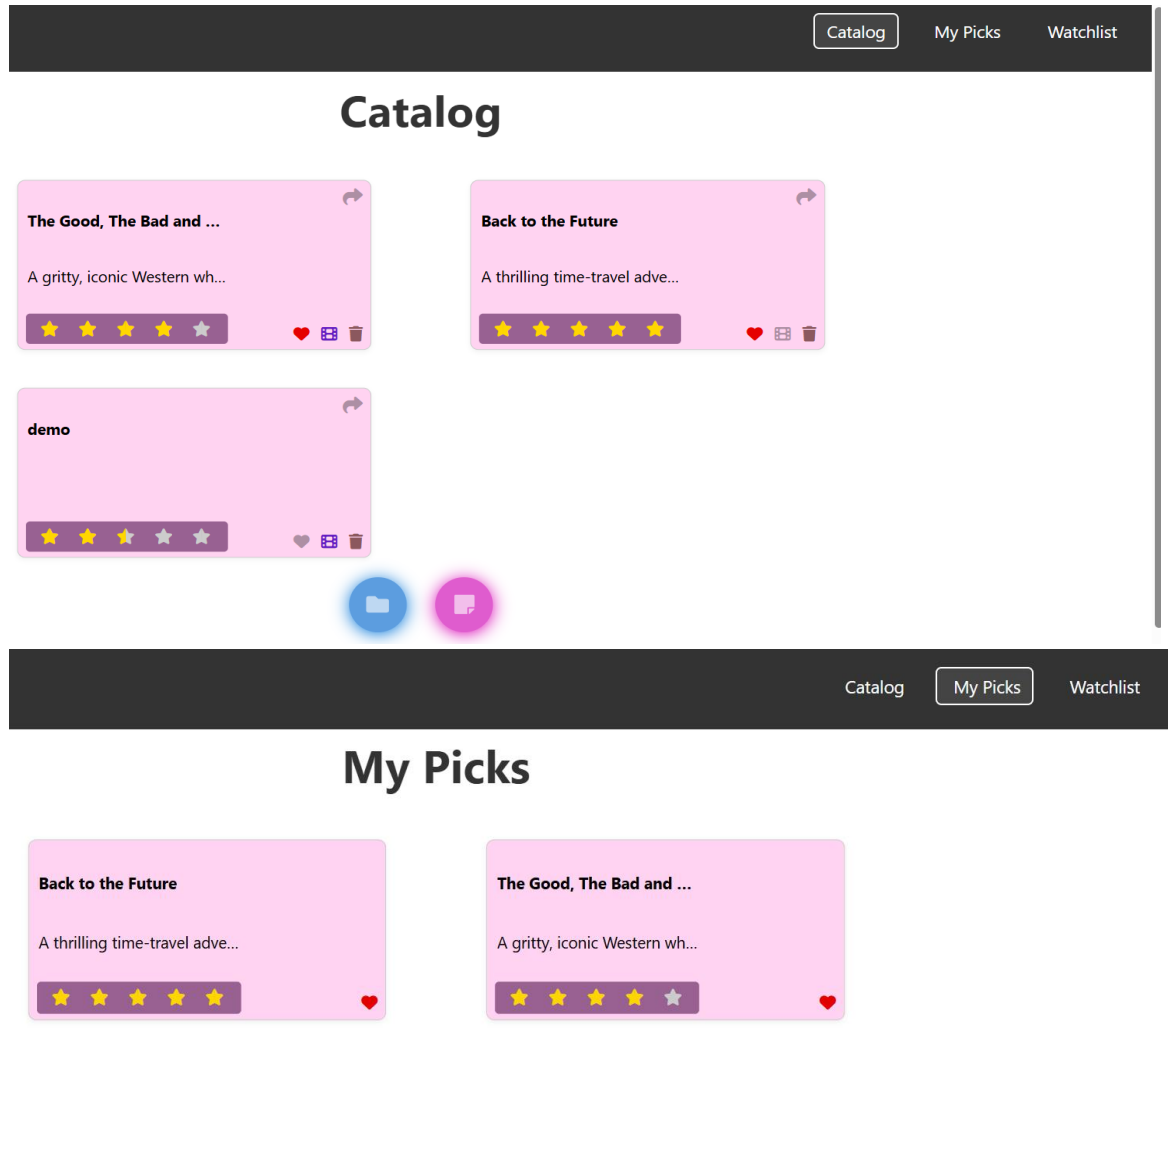 Catalog My Picks Watchlist
Catalog
The Good, The Bad and ...
A gritty, iconic Western wh...
Back to the Future
A thrilling time-travel adve...
demo
Catalog My Picks Watchlist
My Picks
Back to the Future
A thrilling time-travel adve...
The Good, The Bad and ...
A gritty, iconic Western wh...